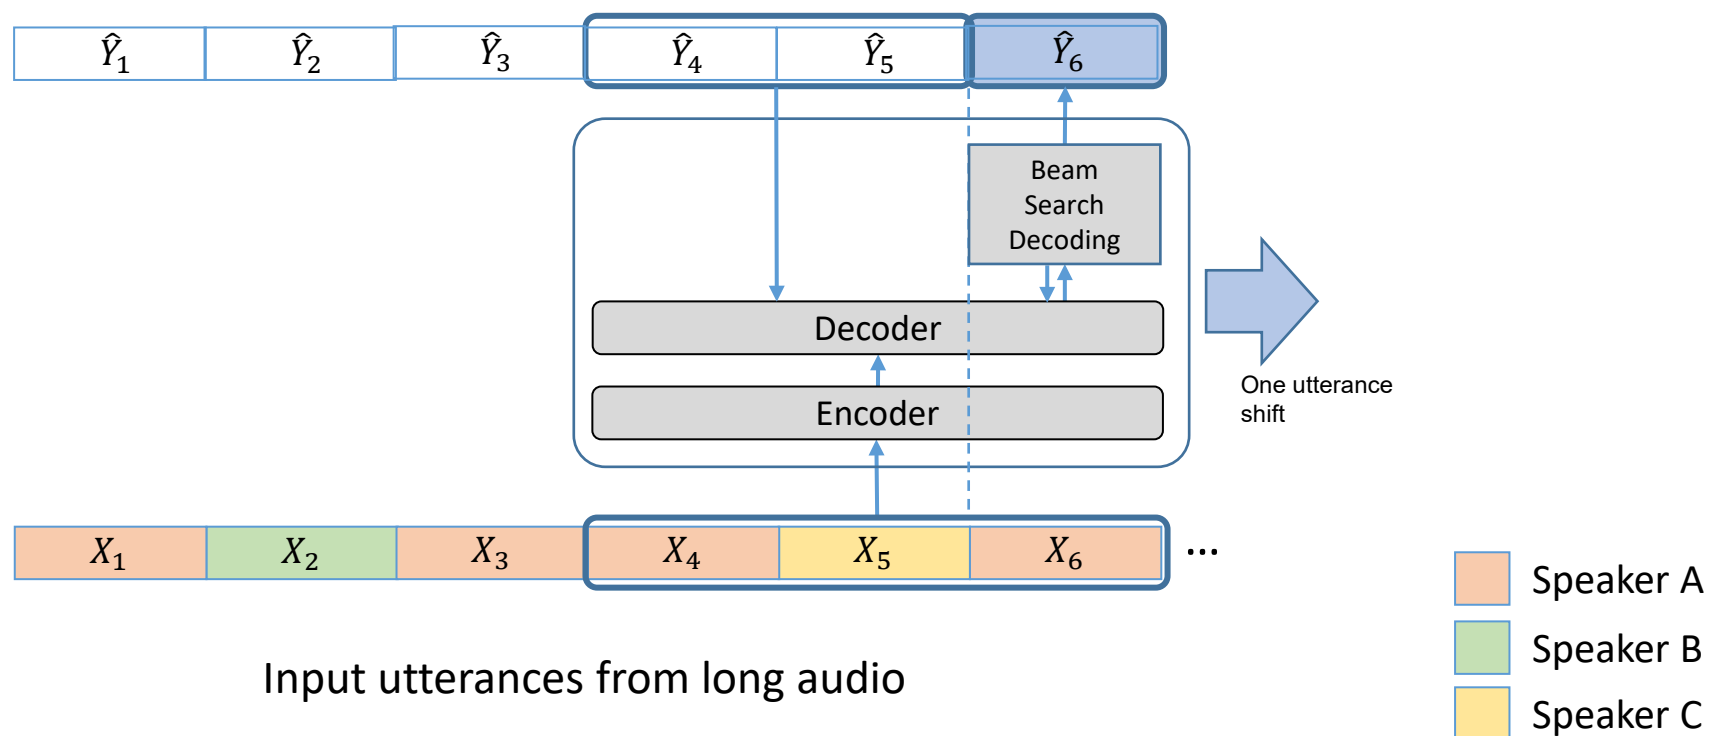 Ŷ₁ Ŷ₂ Ŷ₃ Ŷ₄ Ŷ₅ Ŷ₆
Beam
Search
Decoding
Decoder
Encoder
One utterance
shift
X₁ X₂ X₃ X₄ X₅ X₆ ...
Speaker A
Speaker B
Speaker C
Input utterances from long audio